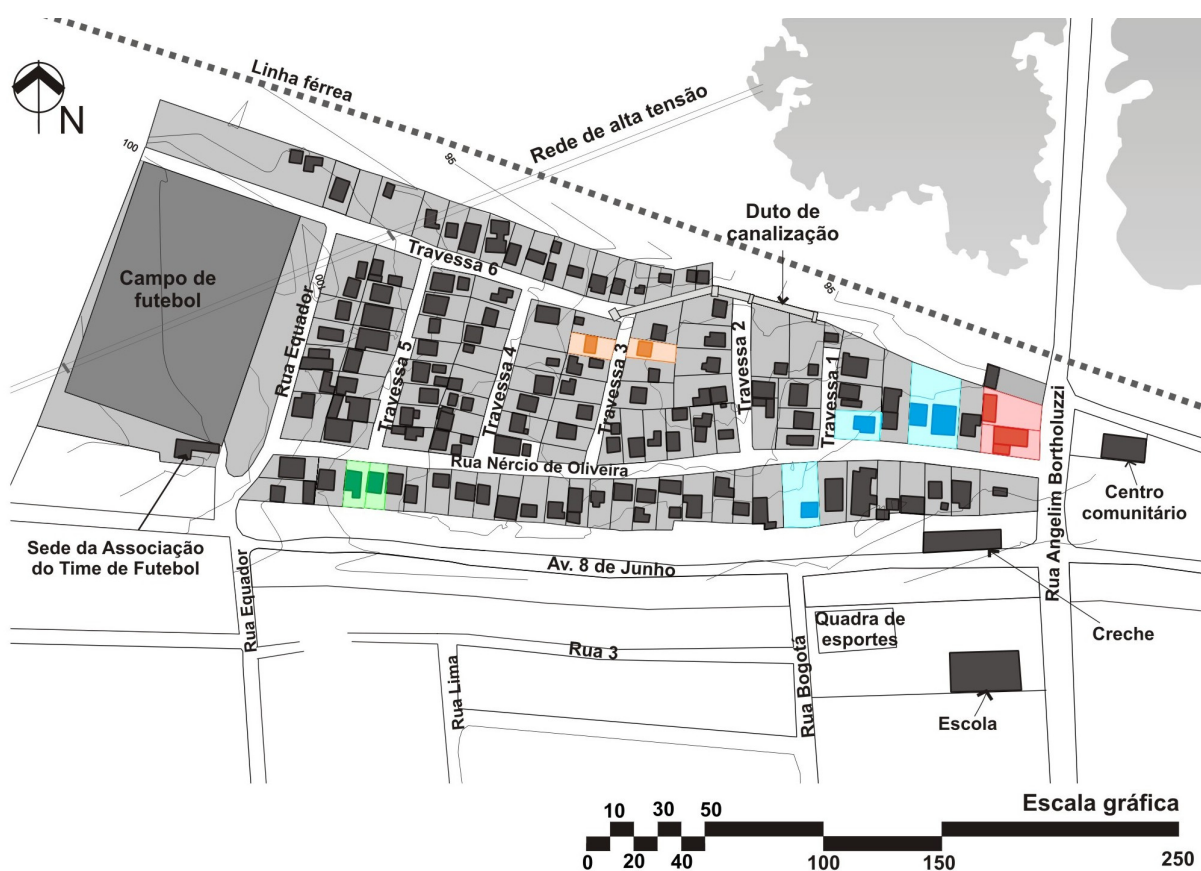 Linha férrea
N
Rede de alta tensão
100
95
Duto de
canalização
Travessa 6
Campo de
futebol
100
95
Rua Equador
Travessa 5
Travessa 4
Travessa 3
Travessa 2
Travessa 1
Rua Nércio de Oliveira
Rua Angelim Bortholuzzi
Centro
comunitário
Sede da Associação
do Time de Futebol
Av. 8 de Junho
Rua Equador
Creche
Quadra de
esportes
Rua 3
Rua Lima
Rua Bogotá
Escola
Escala gráfica
10 30 50
0 20 40 100 150 250